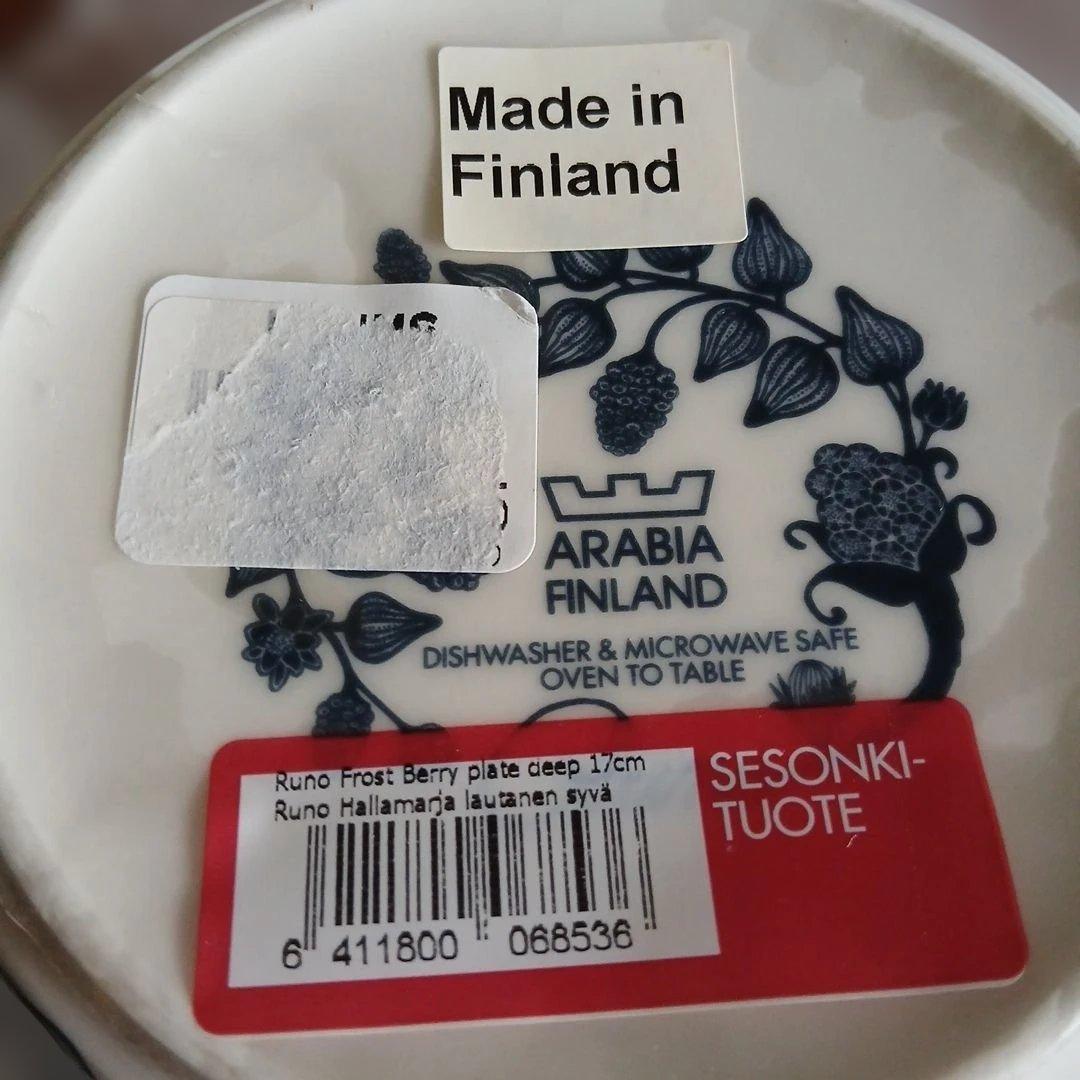 Made in
Finland
ARABIA
FINLAND
DISHWASHER & MICROWAVE SAFE
OVEN TO TABLE
Runo Frost Berry plate deep 17cm
Runo Hallamarja lautanen syvä
6 411800 068536
SESONKI-
TUOTE